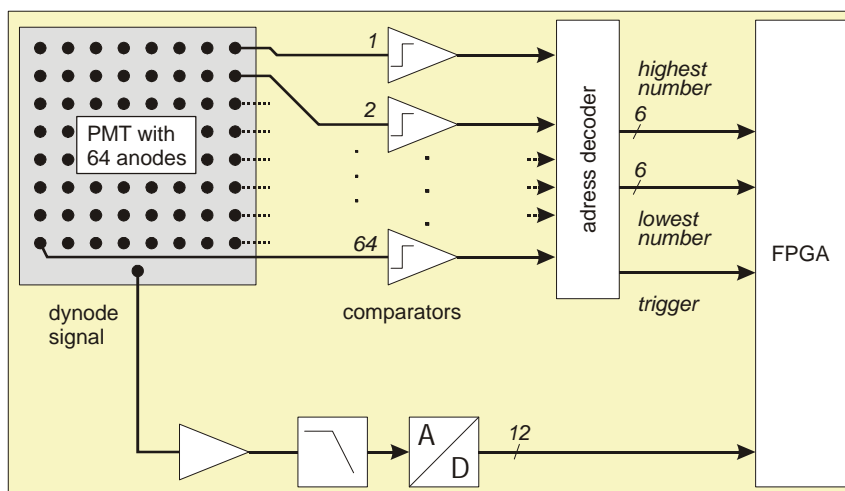 1
2
64
PMT with
64 anodes
dynode
signal
comparators
adress decoder
highest
number
6
6
lowest
number
trigger
FPGA
A
D
12